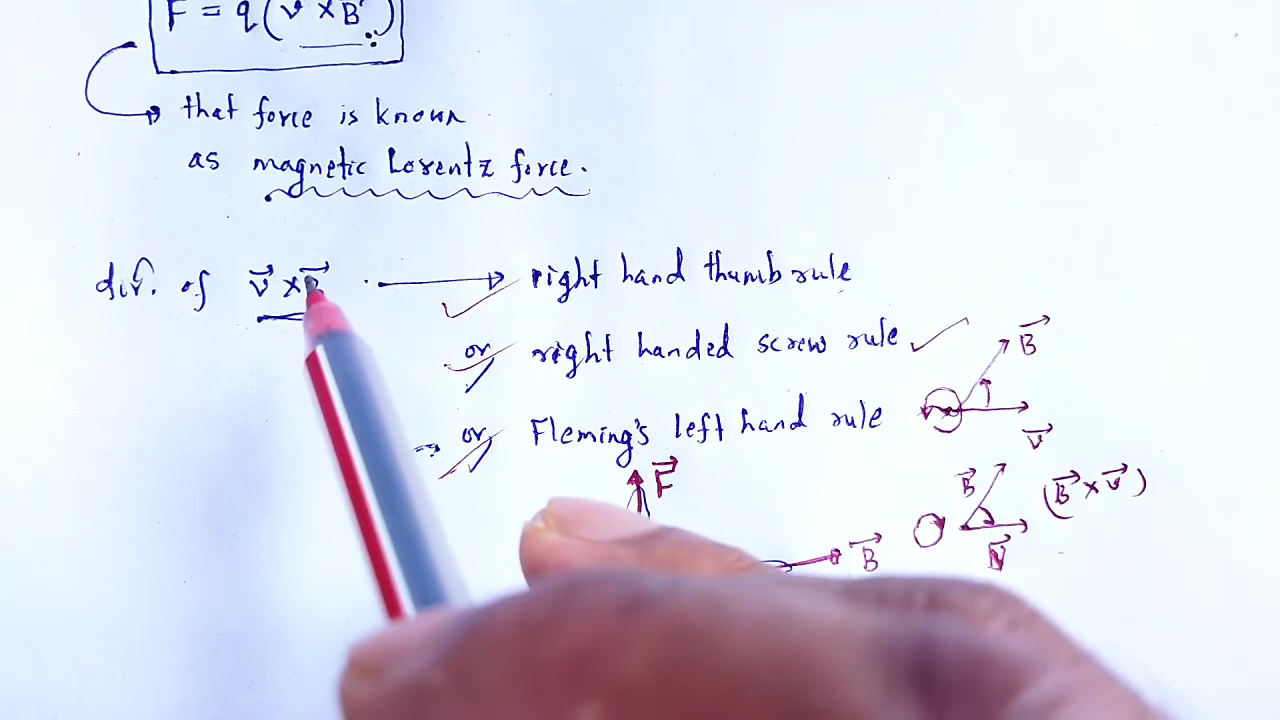 F = q(v × B)
that force is known
as magnetic Lorentz force.
dir. of v⃗ × B⃗ → right hand thumb rule
or right handed screw rule
or Fleming's left hand rule
B⃗
v⃗
F⃗
B⃗
B⃗
(B⃗ × v⃗)